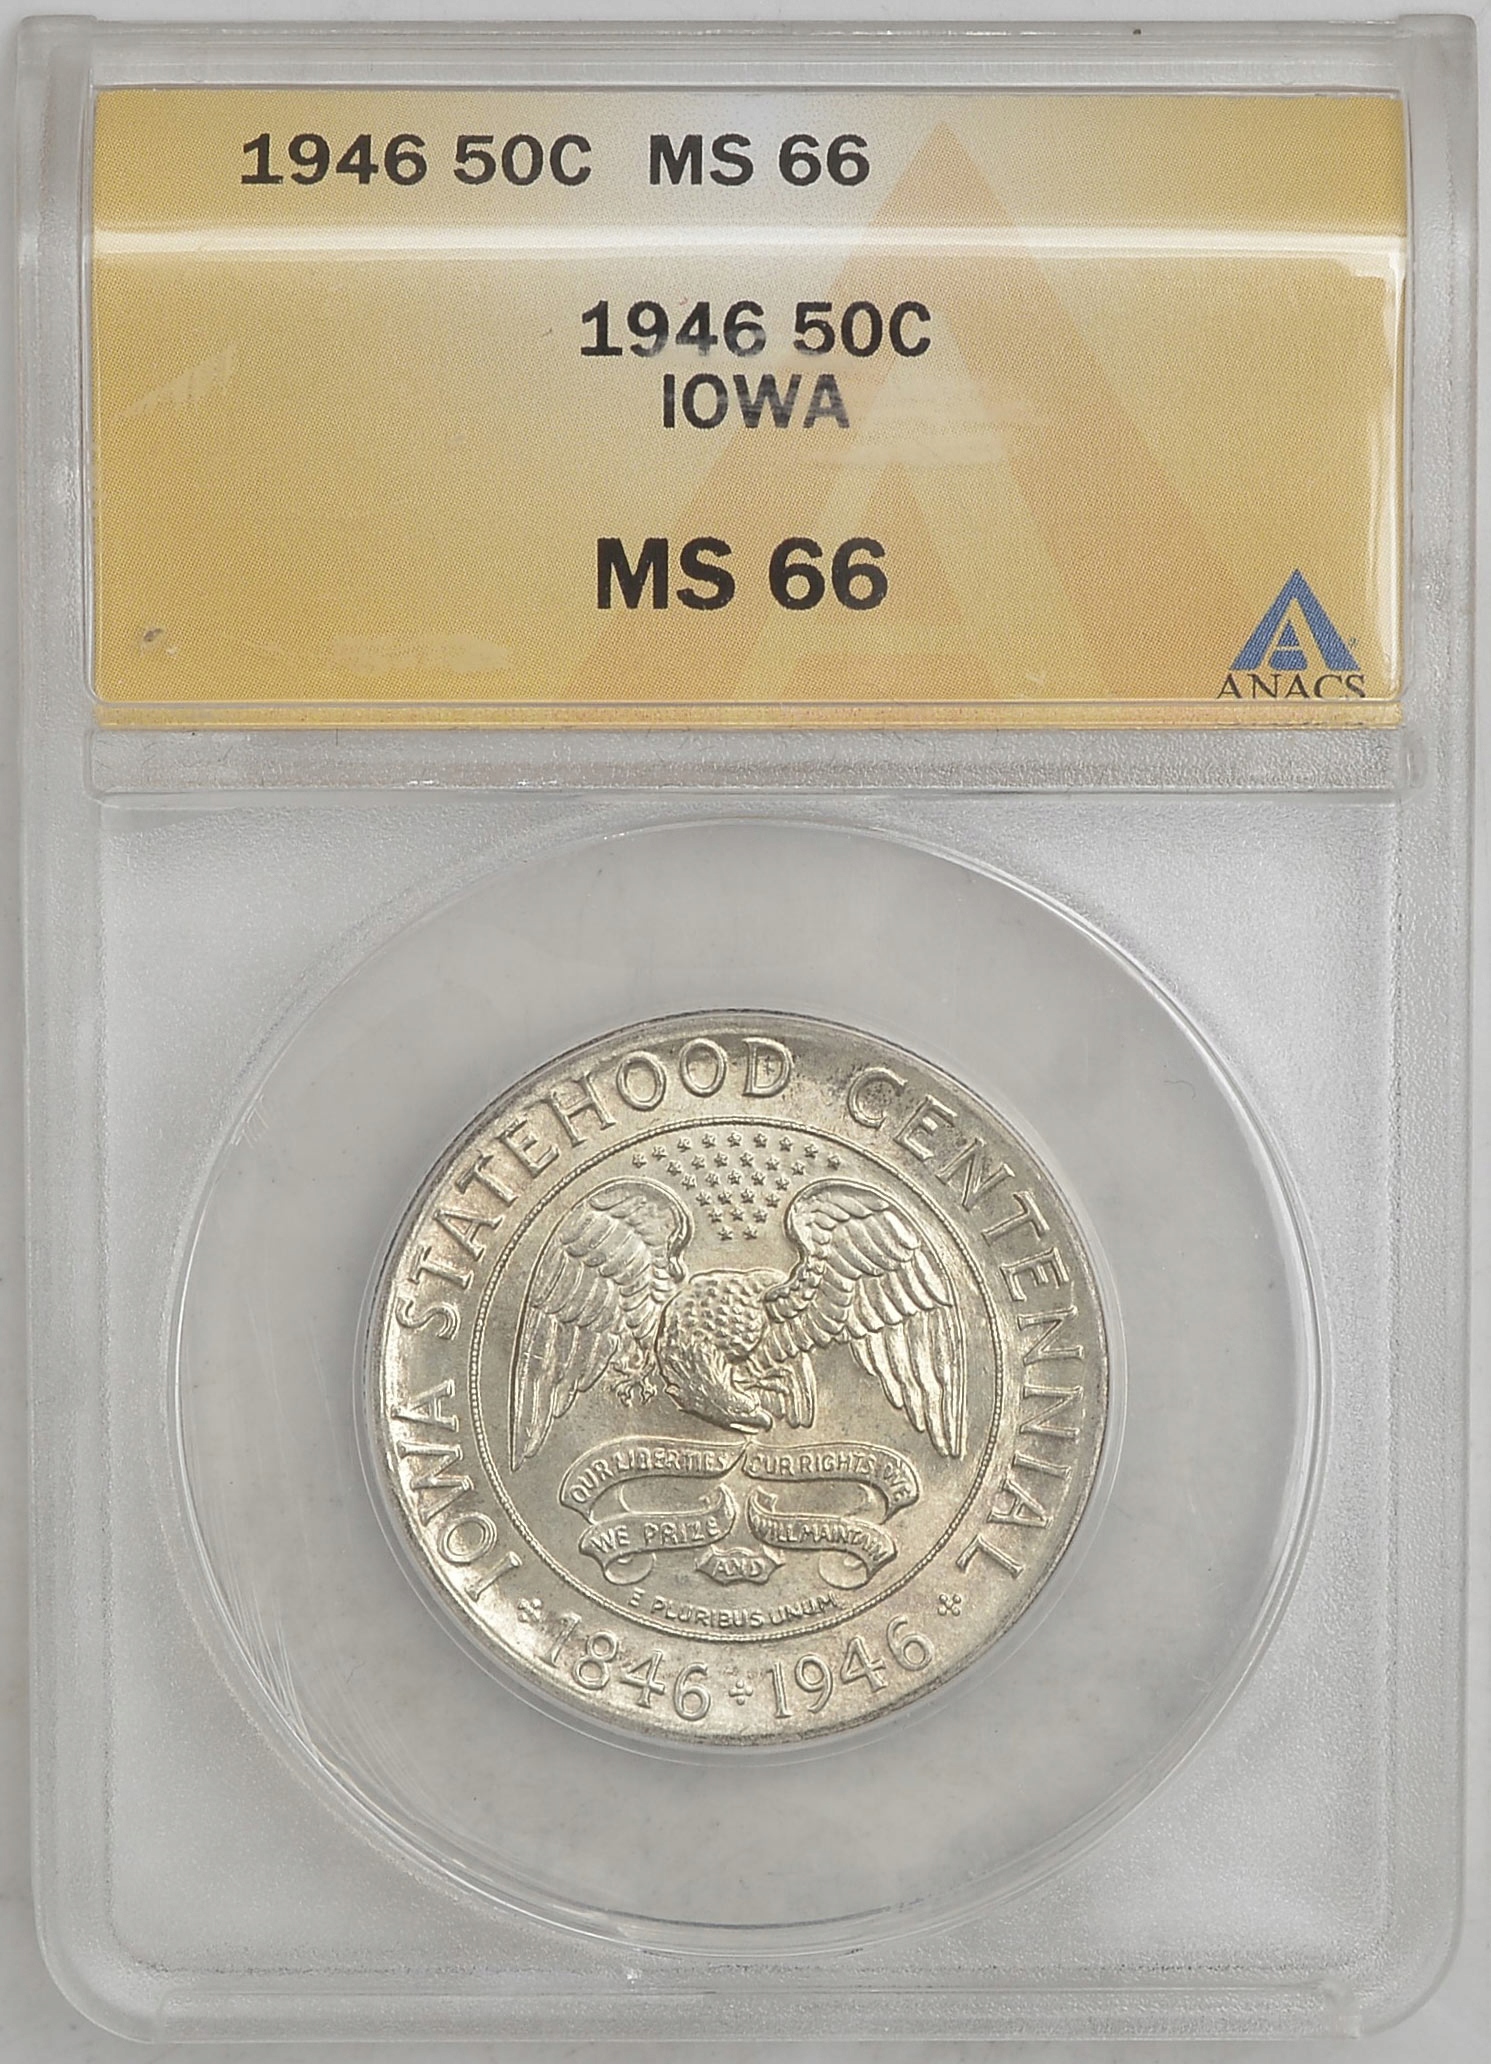 1946 50C MS 66
1946 50C
IOWA
MS 66
ANACS
IOWA STATEHOOD CENTENNIAL
OUR LIBERTIES OUR RIGHTS WE
WE PRIZE WILL MAINTAIN
AND
E PLURIBUS UNUM
1846 1946